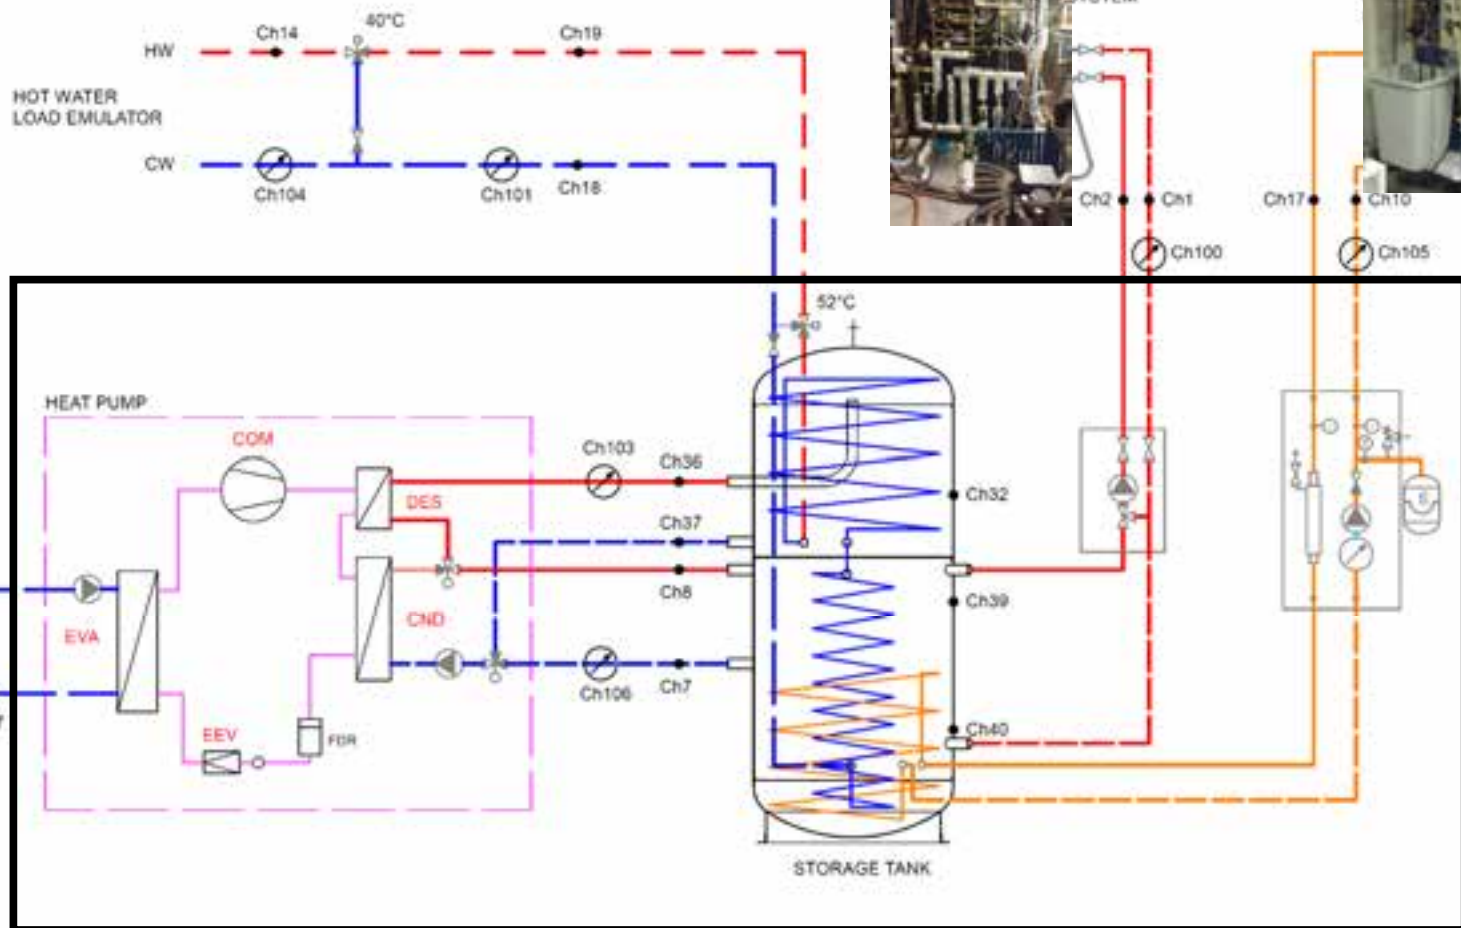 40°C
Ch14
Ch19
HW
HOT WATER
LOAD EMULATOR
CW
Ch104
Ch101
Ch18
Ch2
Ch1
Ch17
Ch10
Ch100
Ch105
52°C
HEAT PUMP
COM
Ch103
Ch36
DES
Ch32
Ch37
Ch8
Ch39
CND
EVA
Ch106
Ch7
EEV
FDR
Ch40
STORAGE TANK